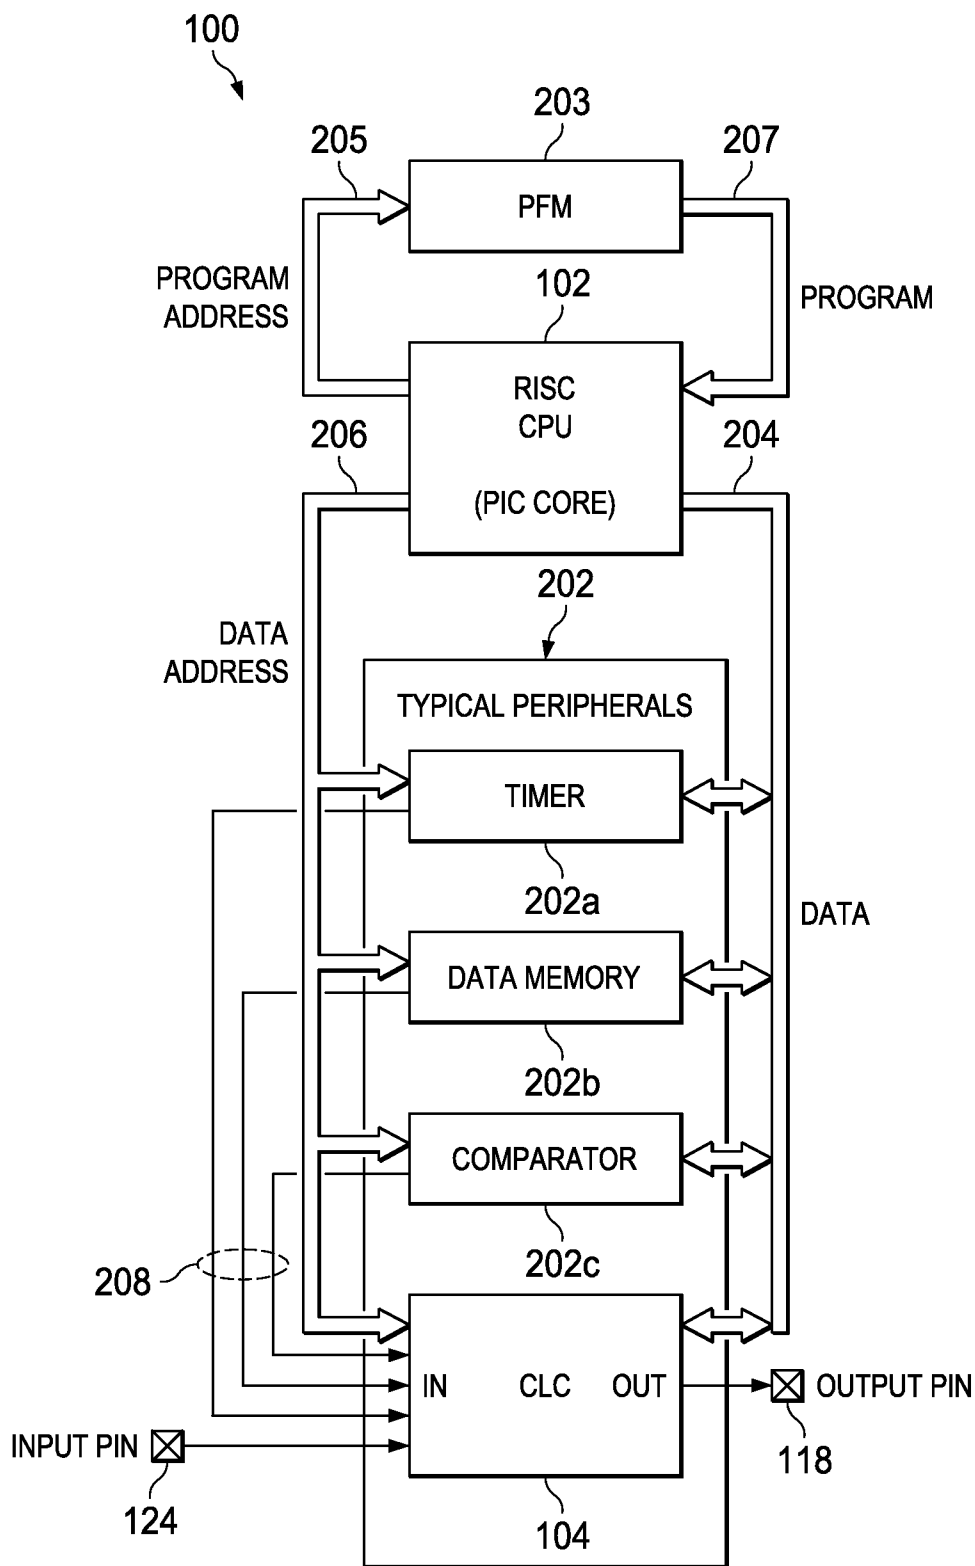 100
203
205
207
PFM
PROGRAM
ADDRESS
102
PROGRAM
RISC
CPU
(PIC CORE)
206
204
202
DATA
ADDRESS
TYPICAL PERIPHERALS
TIMER
202a
DATA
DATA MEMORY
202b
COMPARATOR
202c
208
IN
CLC
OUT
OUTPUT PIN
INPUT PIN
118
124
104